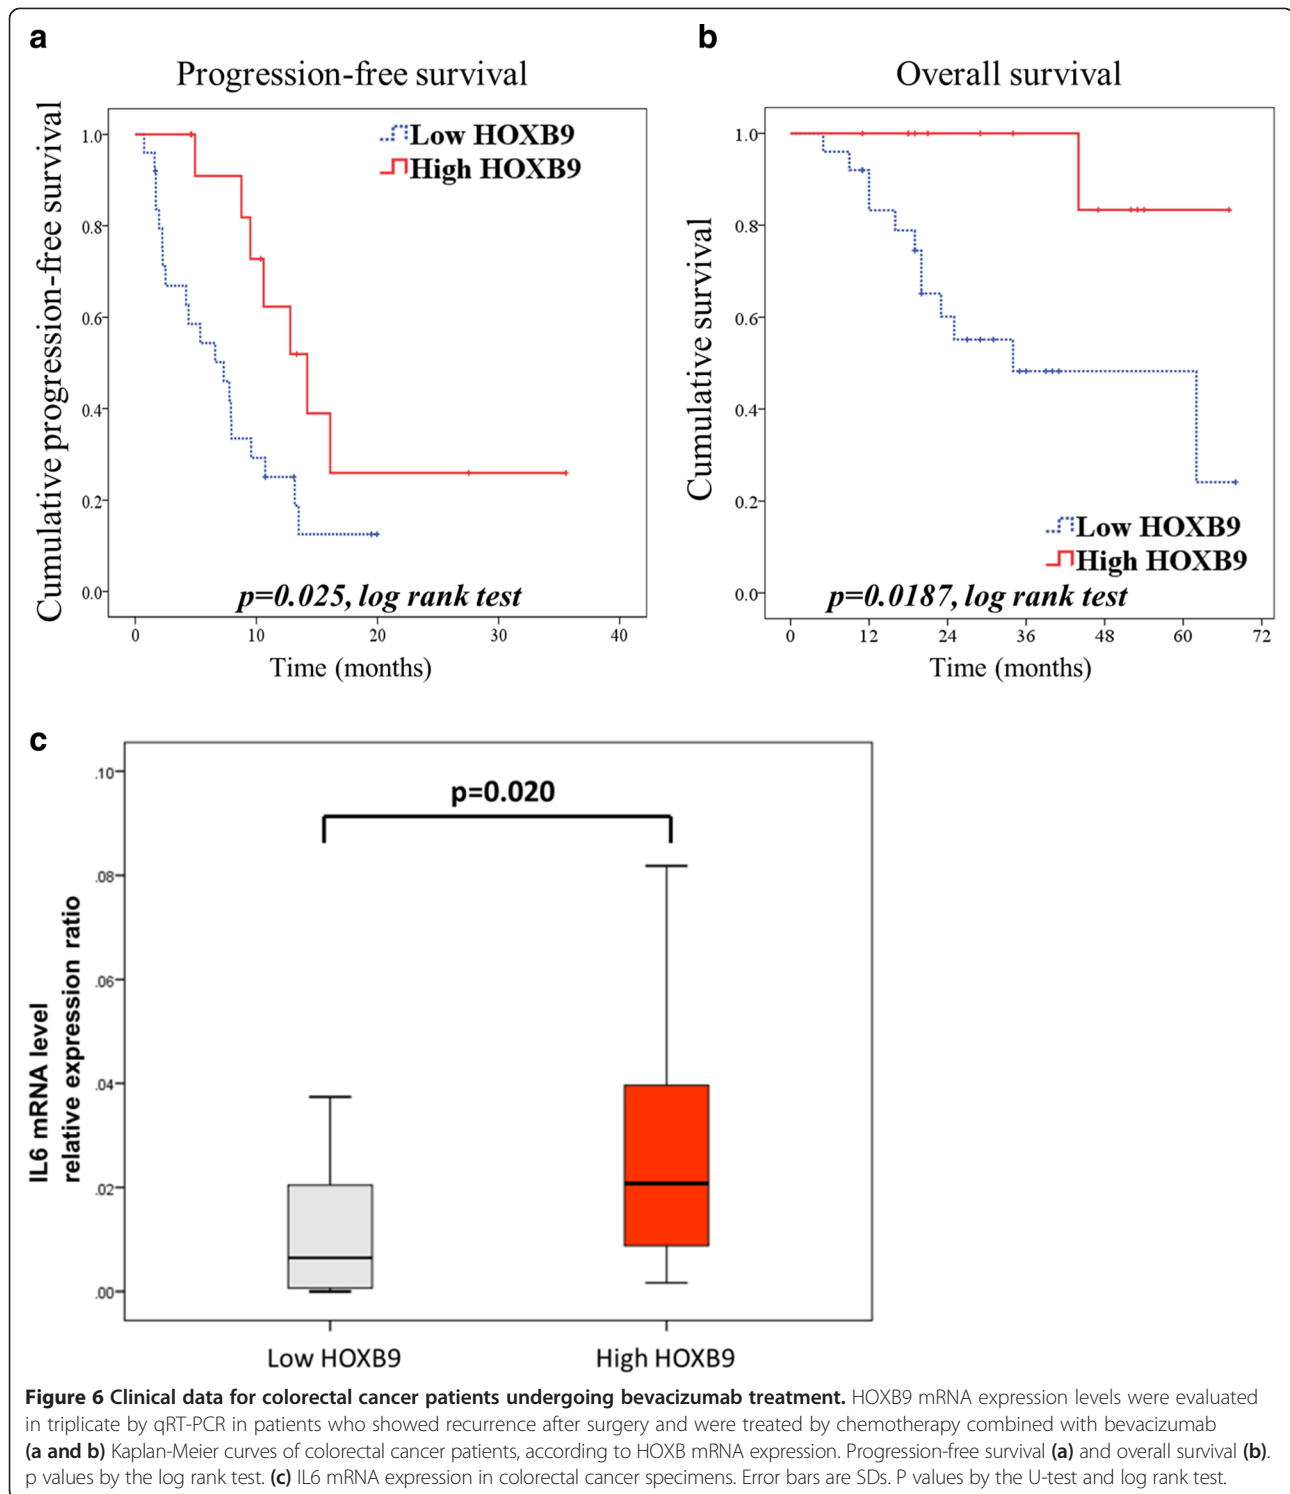 a
Progression-free survival
Cumulative progression-free survival
1.0
0.8
0.6
0.4
0.2
0.0
Low HOXB9
High HOXB9
p=0.025, log rank test
0 10 20 30 40
Time (months)
b
Overall survival
Cumulative survival
1.0
0.8
0.6
0.4
0.2
0.0
Low HOXB9
High HOXB9
p=0.0187, log rank test
0 12 24 36 48 60 72
Time (months)
c
IL6 mRNA level
relative expression ratio
.10
.08
.06
.04
.02
.00
p=0.020
Low HOXB9 High HOXB9
Figure 6 Clinical data for colorectal cancer patients undergoing bevacizumab treatment. HOXB9 mRNA expression levels were evaluated
in triplicate by qRT-PCR in patients who showed recurrence after surgery and were treated by chemotherapy combined with bevacizumab
(a and b) Kaplan-Meier curves of colorectal cancer patients, according to HOXB mRNA expression. Progression-free survival (a) and overall survival (b).
p values by the log rank test. (c) IL6 mRNA expression in colorectal cancer specimens. Error bars are SDs. P values by the U-test and log rank test.